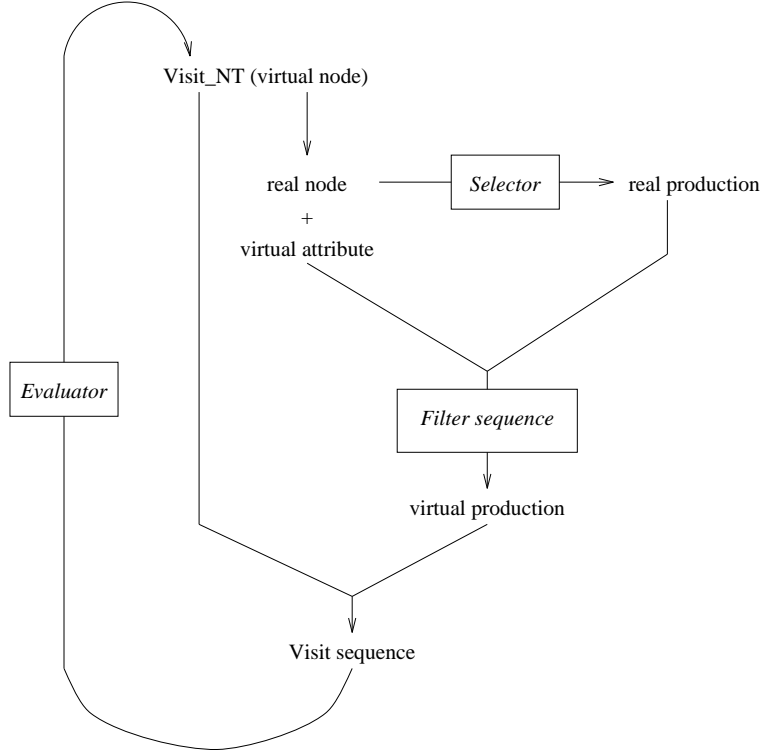 Visit_NT (virtual node)
real node
Selector
real production
+
virtual attribute
Evaluator
Filter sequence
virtual production
Visit sequence